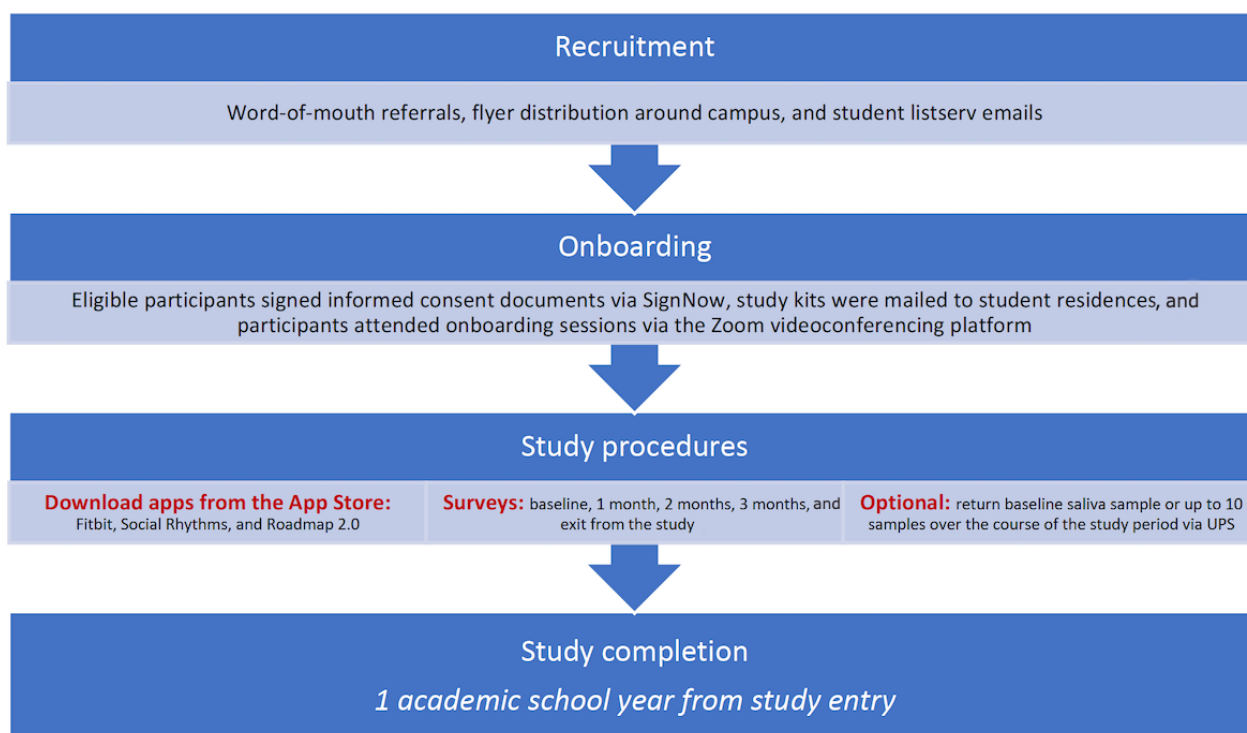 Recruitment
Word-of-mouth referrals, flyer distribution around campus, and student listserv emails
Onboarding
Eligible participants signed informed consent documents via SignNow, study kits were mailed to student residences, and
participants attended onboarding sessions via the Zoom videoconferencing platform
Study procedures
Download apps from the App Store:
Fitbit, Social Rhythms, and Roadmap 2.0
Surveys: baseline, 1 month, 2 months, 3 months, and
exit from the study
Optional: return baseline saliva sample or up to 10
samples over the course of the study period via UPS
Study completion
1 academic school year from study entry